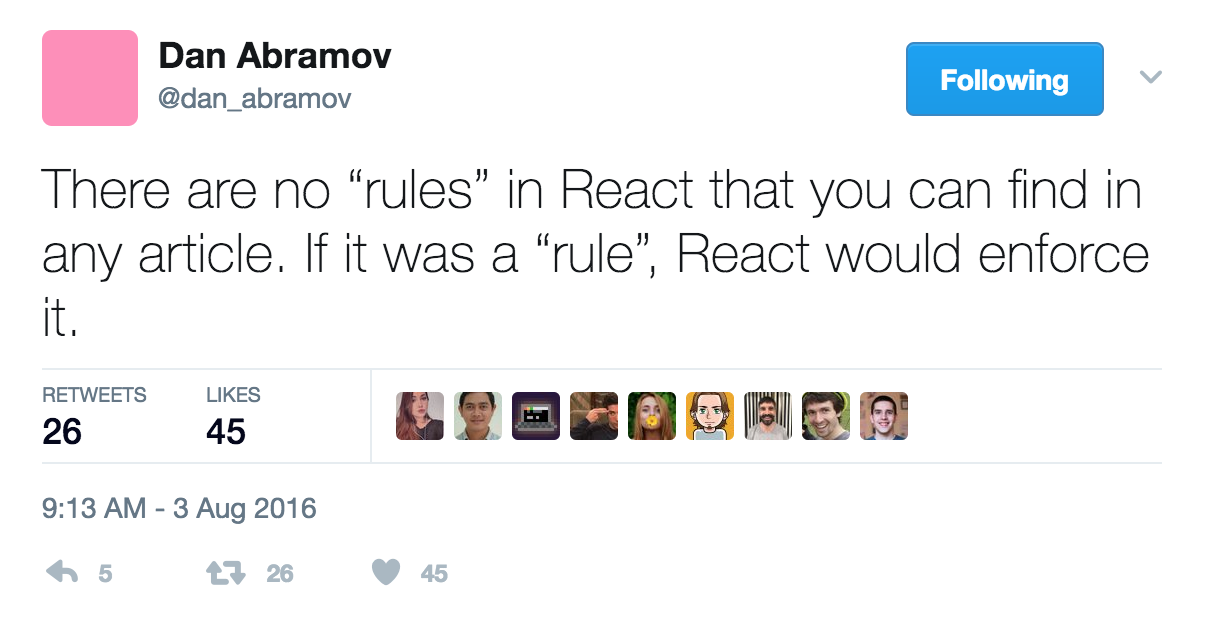 Dan Abramov
@dan_abramov
Following
There are no “rules” in React that you can find in
any article. If it was a “rule”, React would enforce
it.
RETWEETS LIKES
26 45
9:13 AM - 3 Aug 2016
5 26 45